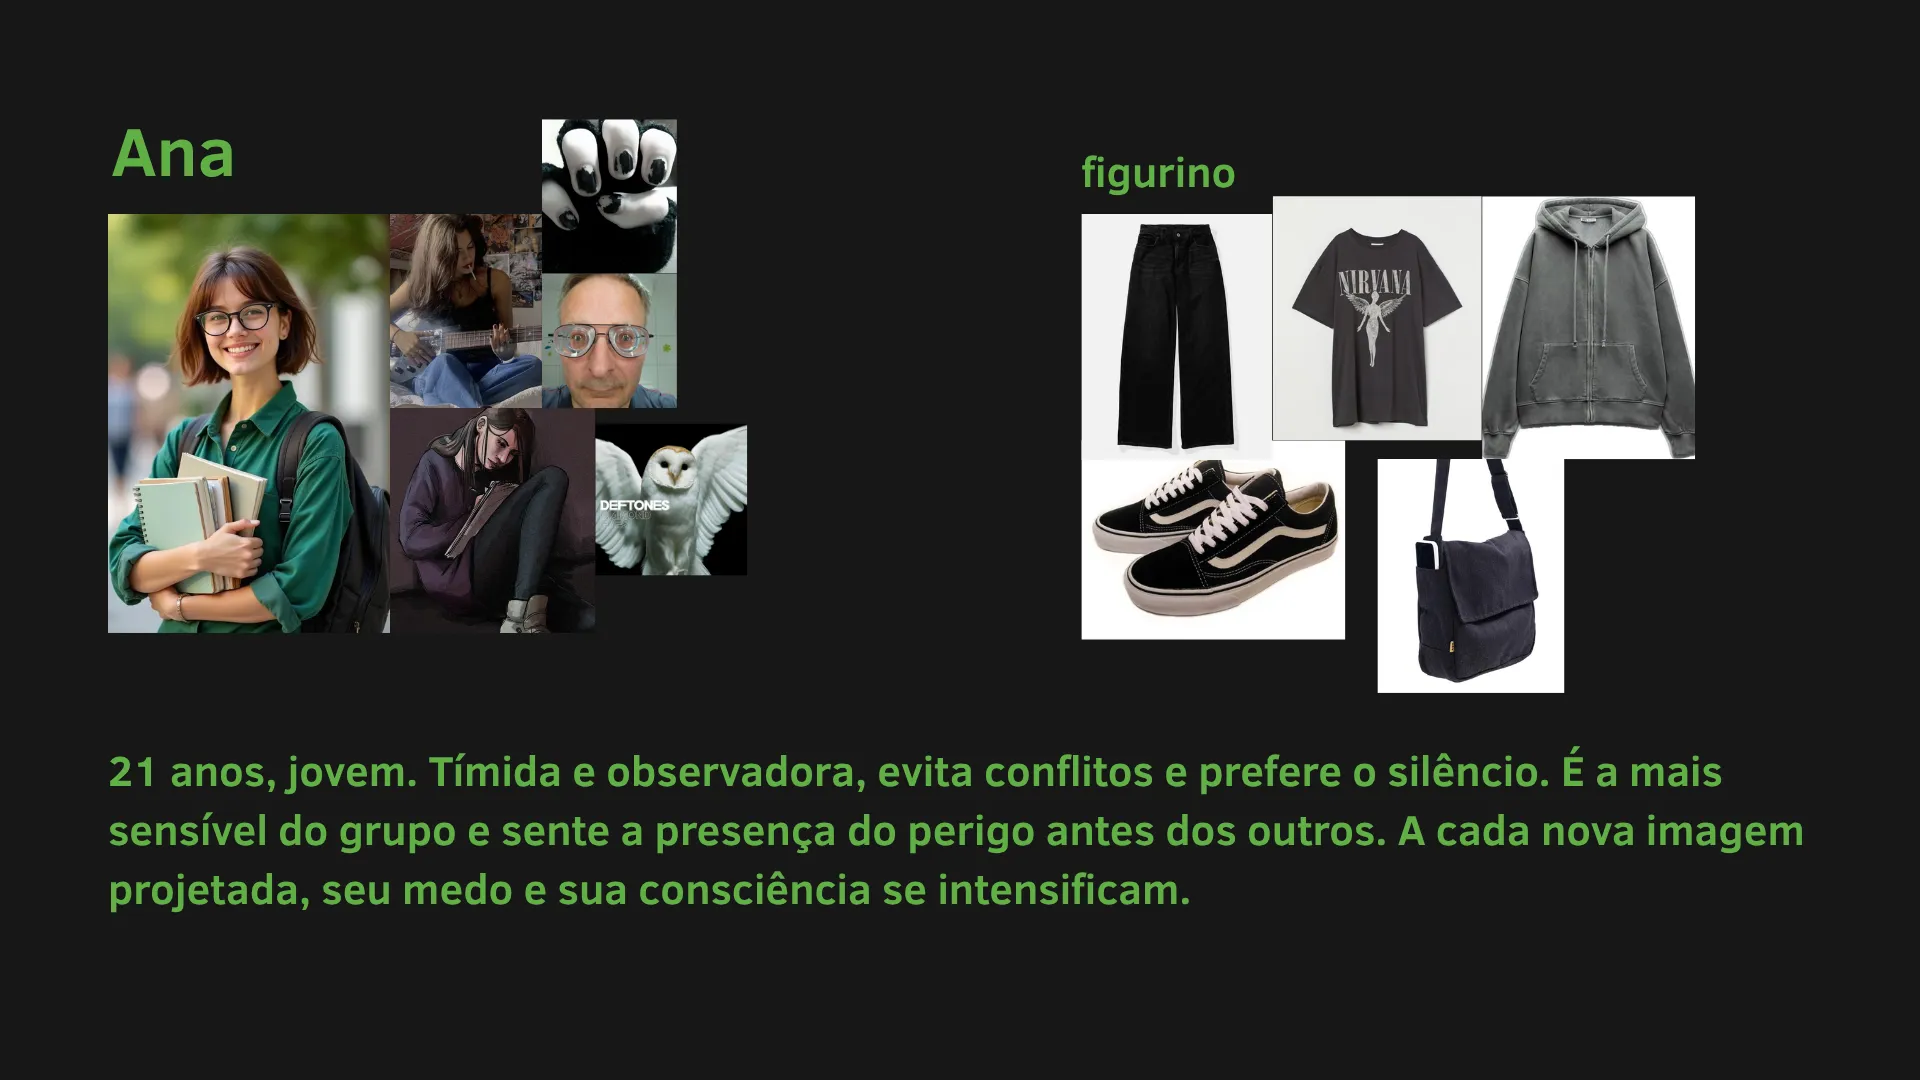 Ana
figurino
NIRVANA
DEFTONES
21 anos, jovem. Tímida e observadora, evita conflitos e prefere o silêncio. É a mais
sensível do grupo e sente a presença do perigo antes dos outros. A cada nova imagem
projetada, seu medo e sua consciência se intensificam.